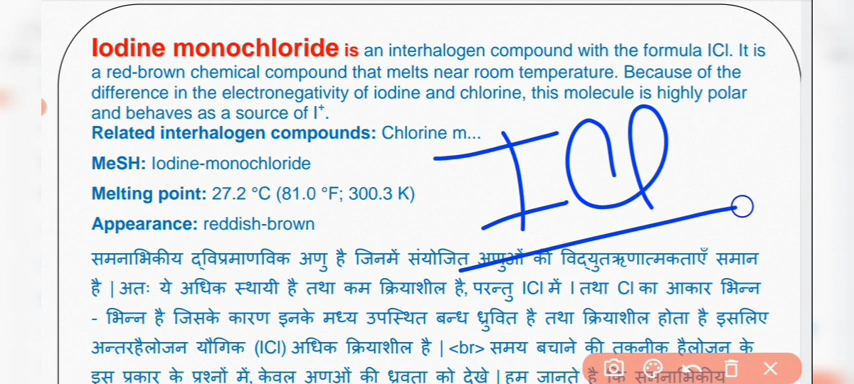 Iodine monochloride is an interhalogen compound with the formula ICl. It is
a red-brown chemical compound that melts near room temperature. Because of the
difference in the electronegativity of iodine and chlorine, this molecule is highly polar
and behaves as a source of I⁺.
Related interhalogen compounds: Chlorine m...
MeSH: Iodine-monochloride
Melting point: 27.2 °C (81.0 °F; 300.3 K)
Appearance: reddish-brown
ICl
समनाभिकीय द्विप्रमाणविक अणु है जिनमें संयोजित अणुओं की विद्युतऋणात्मकताएँ समान
है | अतः ये अधिक स्थायी है तथा कम क्रियाशील है, परन्तु ICl में I तथा Cl का आकार भिन्न
- भिन्न है जिसके कारण इनके मध्य उपस्थित बन्ध ध्रुवित है तथा क्रियाशील होता है इसलिए
अन्तरहैलोजन यौगिक (ICl) अधिक क्रियाशील है | <br> समय बचाने की तकनीक हैलोजन के
इस प्रकार के प्रश्नों में, केवल अणओं की ध्रवता को देखे | हम जानते है कि समनाभिकीय